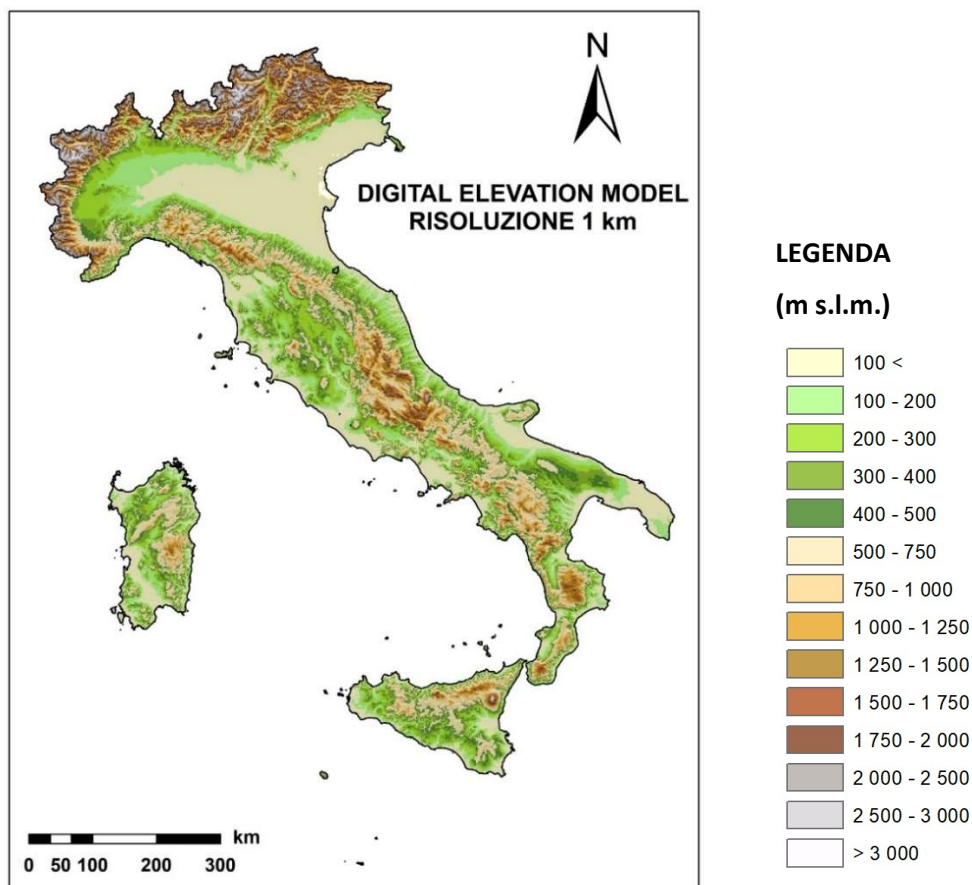 N
DIGITAL ELEVATION MODEL
RISOLUZIONE 1 km
LEGENDA
(m s.l.m.)
100 <
100 - 200
200 - 300
300 - 400
400 - 500
500 - 750
750 - 1 000
1 000 - 1 250
1 250 - 1 500
1 500 - 1 750
1 750 - 2 000
2 000 - 2 500
2 500 - 3 000
> 3 000
km
0 50 100 200 300